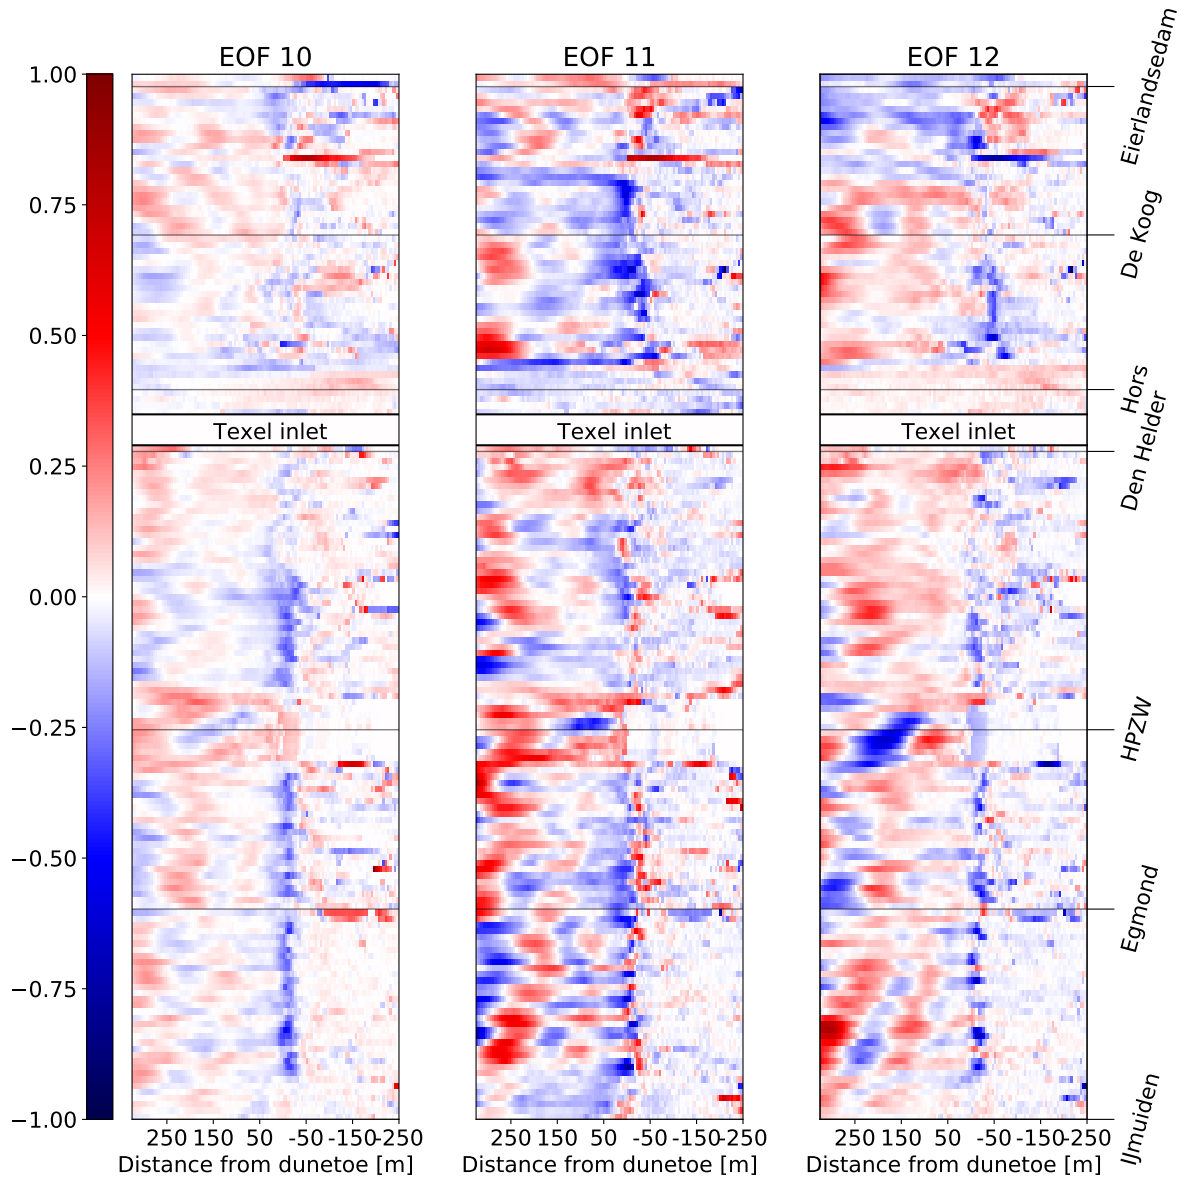 EOF 10 EOF 11 EOF 12
1.00
0.75
0.50
0.25
0.00
−0.25
−0.50
−0.75
−1.00
Texel inlet Texel inlet Texel inlet
Eierlandsedam
De Koog
Hors
Den Helder
HPZW
Egmond
IJmuiden
250 150 50 -50 -150 -250 250 150 50 -50 -150 -250 250 150 50 -50 -150 -250
Distance from dunetoe [m] Distance from dunetoe [m] Distance from dunetoe [m]